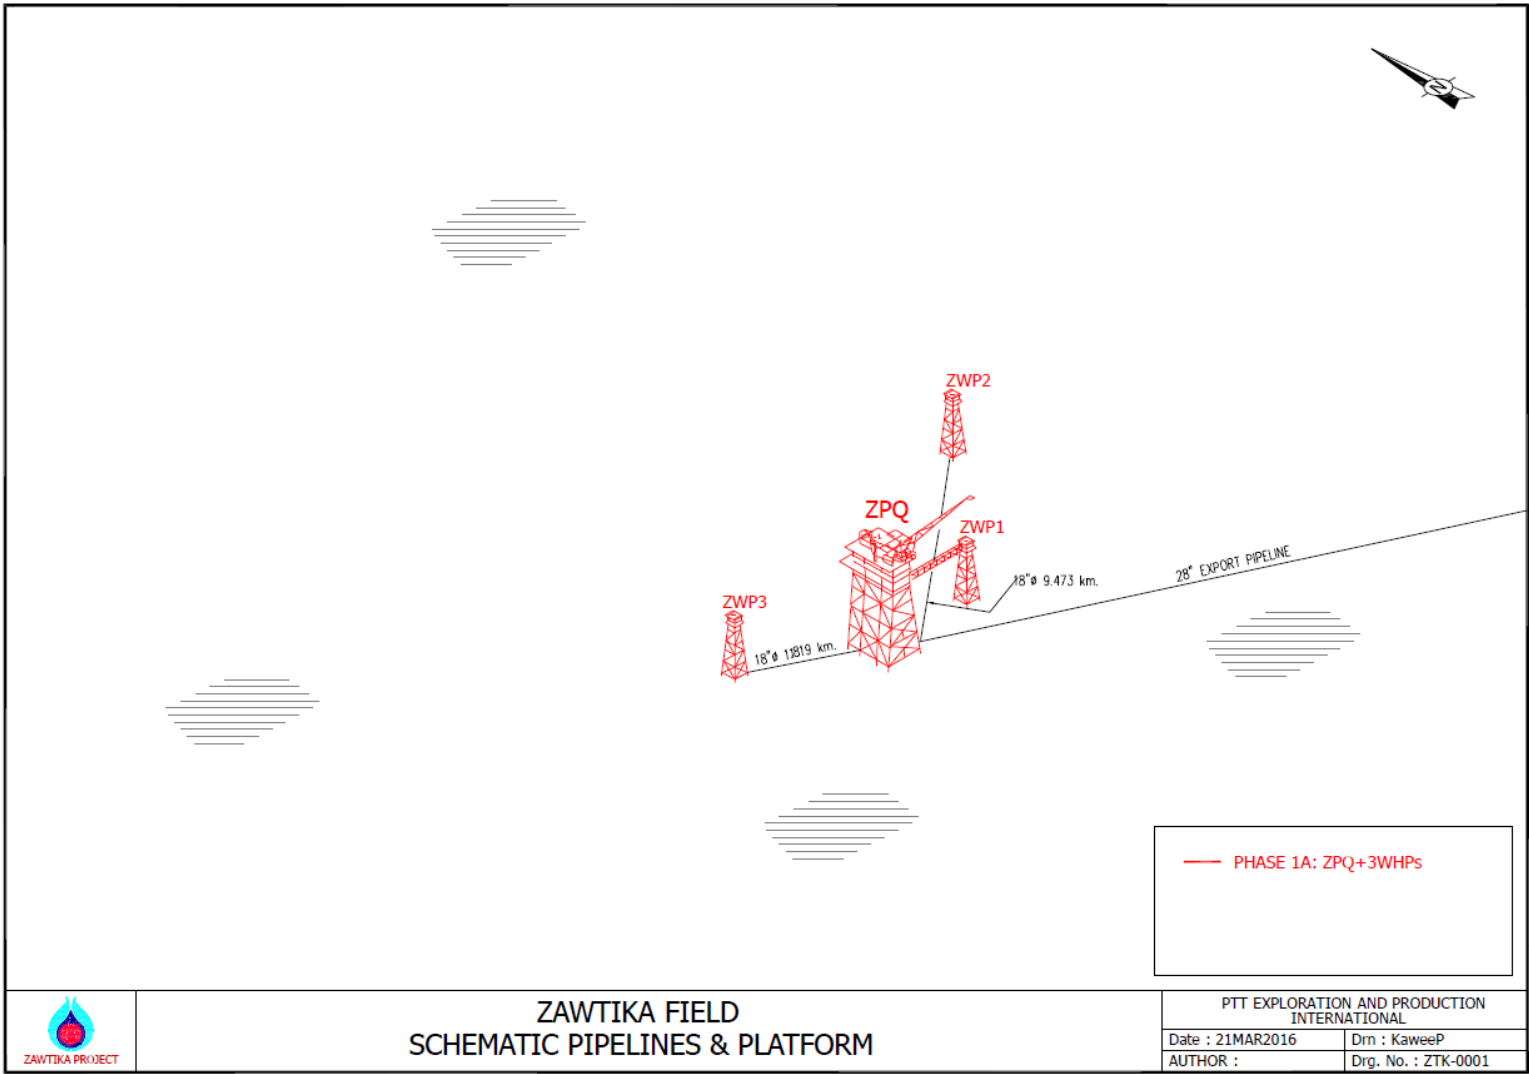 N
ZWP2
ZPQ
ZWP1
18"ø 9.473 km.
28" EXPORT PIPELINE
ZWP3
18"ø 11.819 km.
PHASE 1A: ZPQ+3WHPs
ZAWTIKA PROJECT
ZAWTIKA FIELD
SCHEMATIC PIPELINES & PLATFORM
PTT EXPLORATION AND PRODUCTION
INTERNATIONAL
Date : 21MAR2016
Drn : KaweeP
AUTHOR :
Drg. No. : ZTK-0001